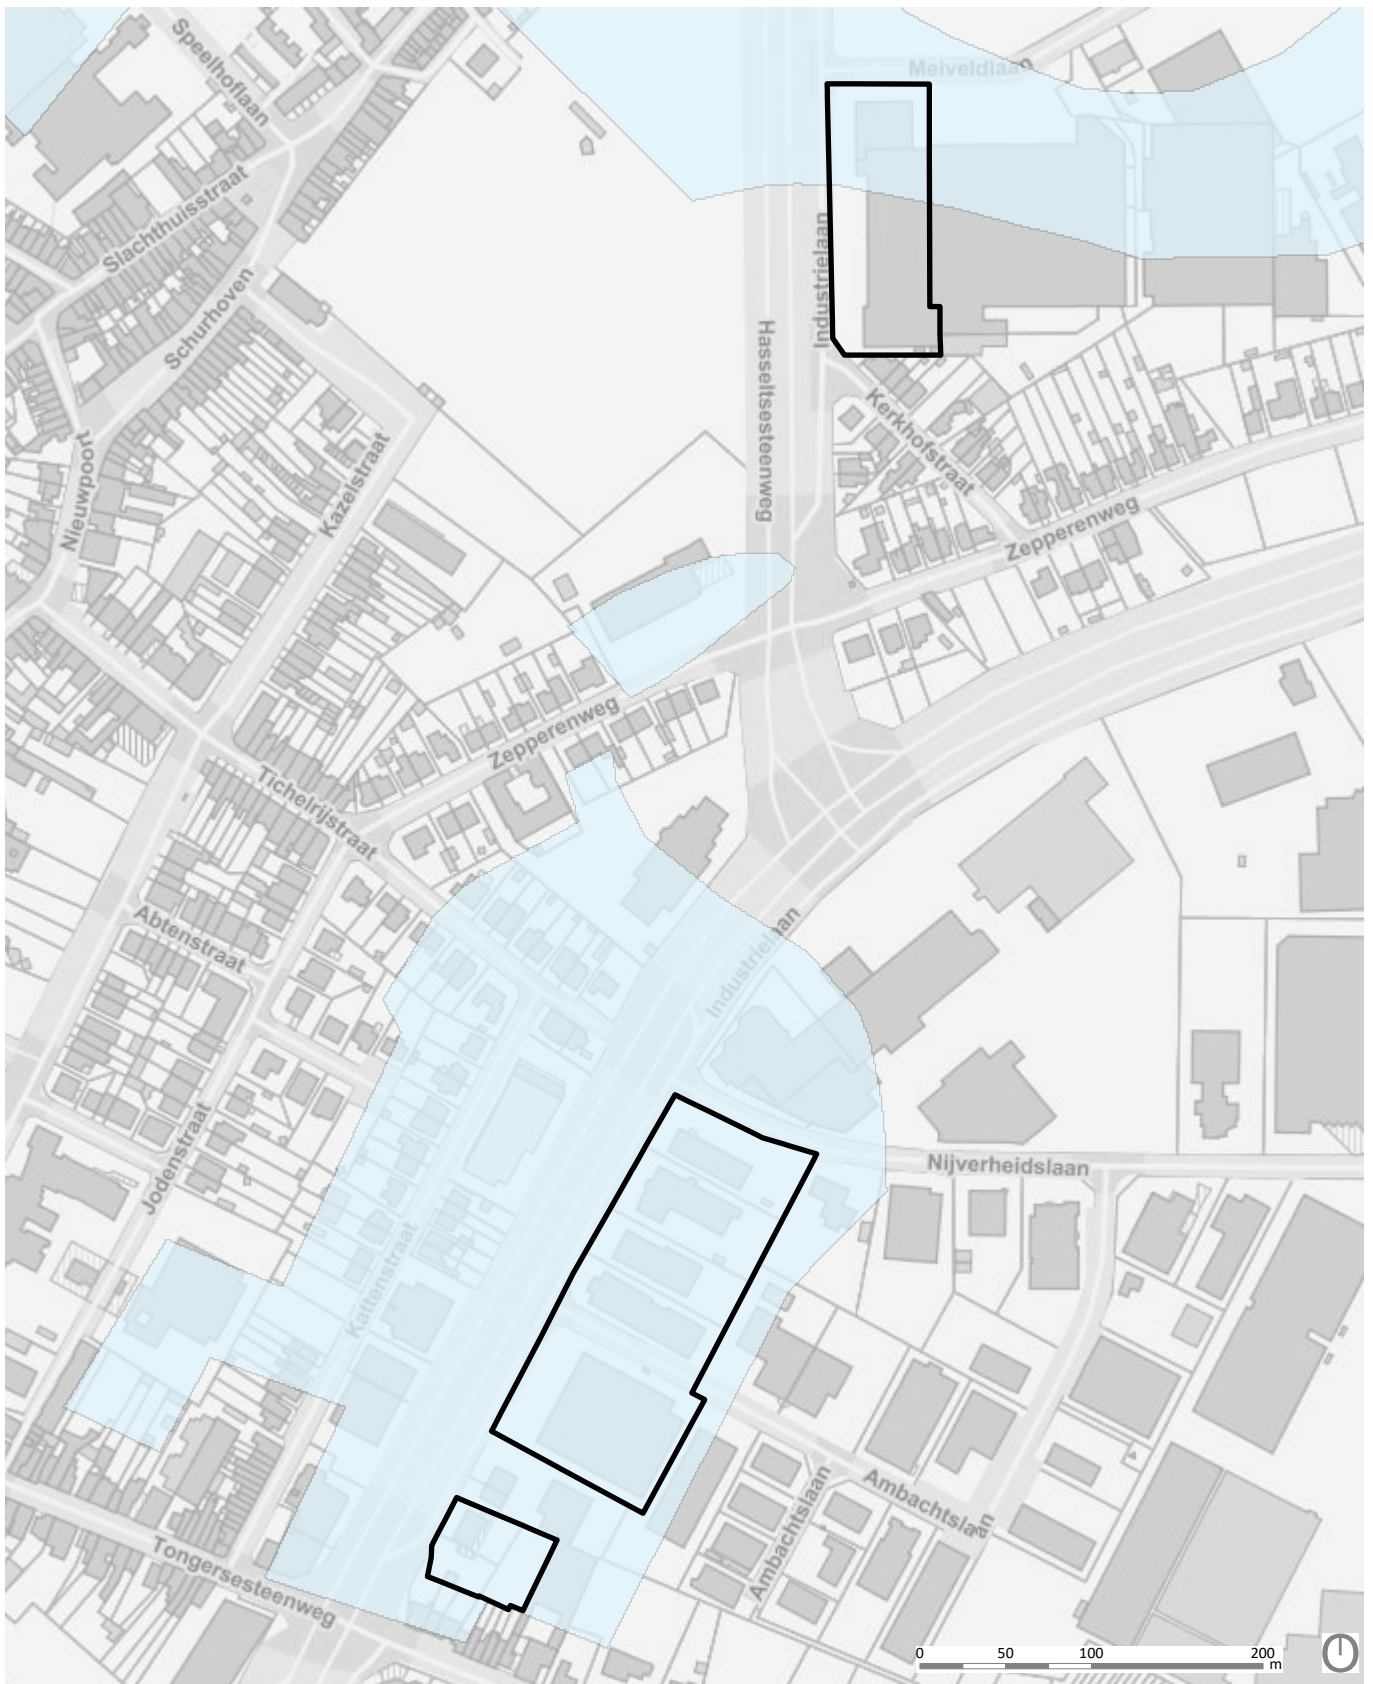 Speelhoflaan
Meiveldlaan
Slachthuisstraat
Schurhoven
Industrielaan
Hasseltsesteenweg
Kerkhofstraat
Nieuwpoort
Kazelstraat
Zepperenweg
Zepperenweg
Tichelrijstraat
Abtenstraat
Industrielaan
Jodenstraat
Nijverheidslaan
Kattenstraat
Ambachtslaan
Ambachtslaan
Tongersesteenweg
0 50 100 200
m